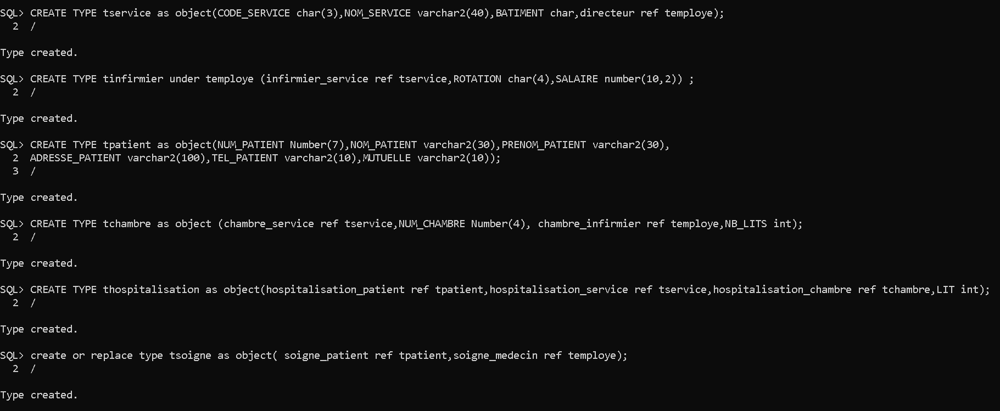 SQL> CREATE TYPE tservice as object(CODE_SERVICE char(3),NOM_SERVICE varchar2(40),BATIMENT char,directeur ref temploye);
  2  /
Type created.
SQL> CREATE TYPE tinfirmier under temploye (infirmier_service ref tservice,ROTATION char(4),SALAIRE number(10,2)) ;
  2  /
Type created.
SQL> CREATE TYPE tpatient as object(NUM_PATIENT Number(7),NOM_PATIENT varchar2(30),PRENOM_PATIENT varchar2(30),
  2  ADRESSE_PATIENT varchar2(100),TEL_PATIENT varchar2(10),MUTUELLE varchar2(10));
  3  /
Type created.
SQL> CREATE TYPE tchambre as object (chambre_service ref tservice,NUM_CHAMBRE Number(4), chambre_infirmier ref temploye,NB_LITS int);
  2  /
Type created.
SQL> CREATE TYPE thospitalisation as object(hospitalisation_patient ref tpatient,hospitalisation_service ref tservice,hospitalisation_chambre ref tchambre,LIT int);
  2  /
Type created.
SQL> create or replace type tsoigne as object( soigne_patient ref tpatient,soigne_medecin ref temploye);
  2  /
Type created.